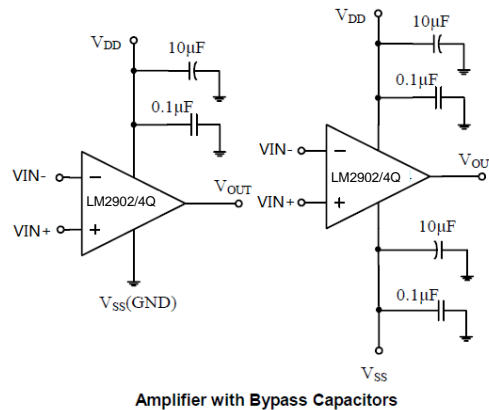 VDD
10µF
0.1µF
VIN-
−
LM2902/4Q
VOUT
VIN+
+
VSS(GND)
VDD
10µF
0.1µF
VIN-
−
LM2902/4Q
VOU
VIN+
+
10µF
0.1µF
VSS
Amplifier with Bypass Capacitors